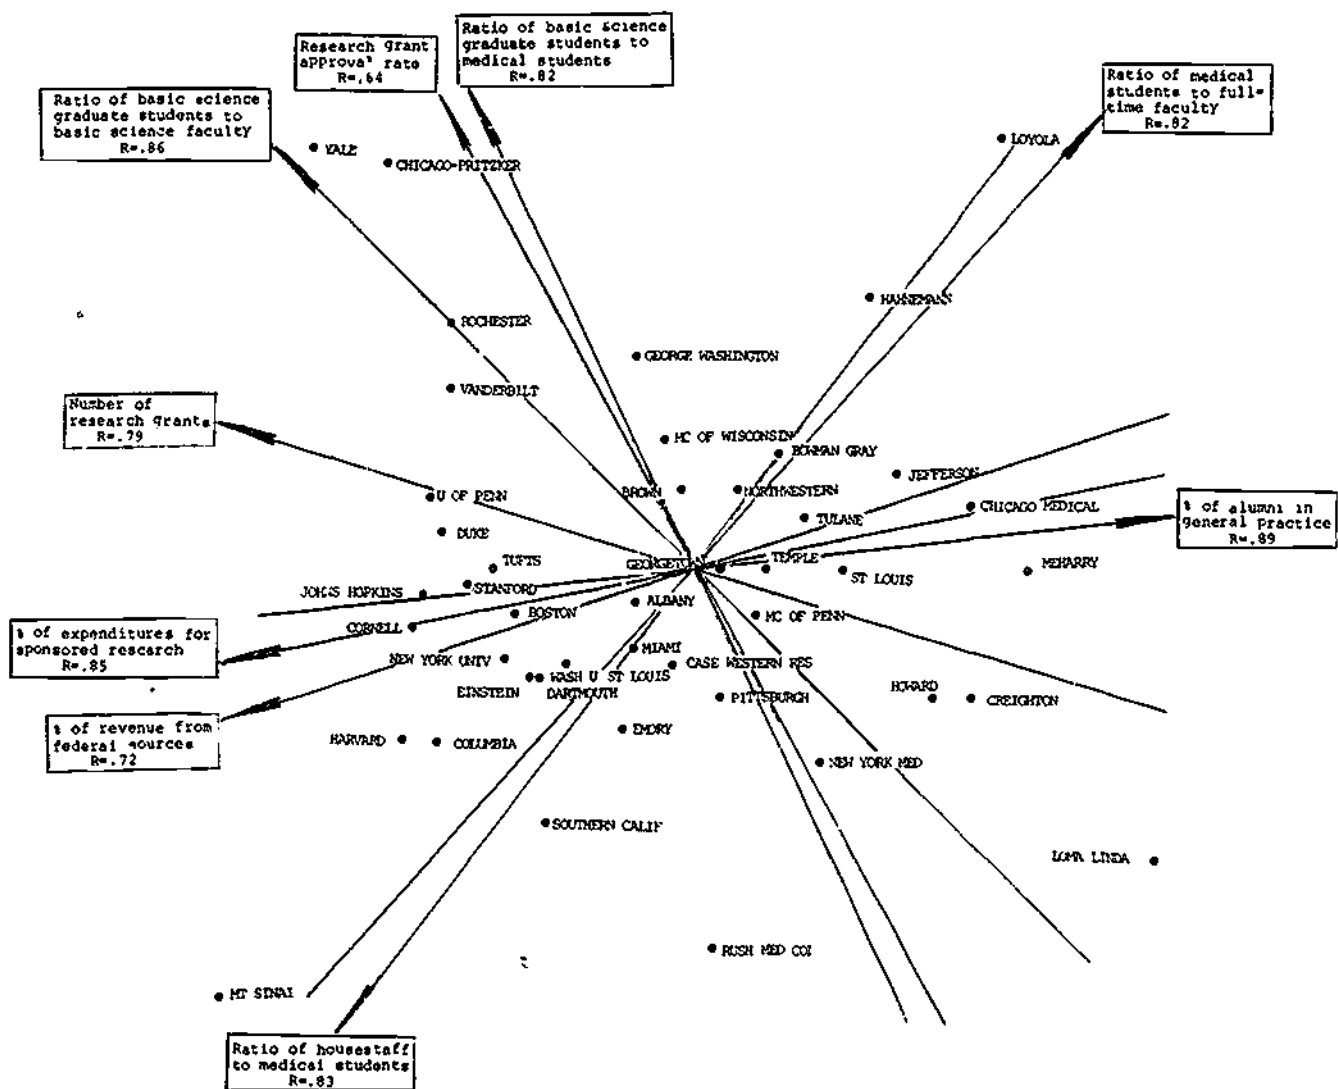 Ratio of basic science
graduate students to
medical students
R=.82
Research grant
approval rate
R=.64
Ratio of medical
students to full-
time faculty
R=.82
Ratio of basic science
graduate students to
basic science faculty
R=.86
YALE
CHICAGO-PRITZKER
LOYOLA
HAHNEMANN
ROCHESTER
GEORGE WASHINGTON
VANDERBILT
Number of
research grants
R=.79
MC OF WISCONSIN
BOWMAN GRAY
JEFFERSON
U OF PENN
BROWN
NORTHWESTERN
CHICAGO MEDICAL
TULANE
% of alumni in
general practice
R=.89
DUKE
TUFTS
GEORGETOWN
TEMPLE
ST LOUIS
MEHARRY
JOHNS HOPKINS
STANFORD
ALBANY
BOSTON
MC OF PENN
CORNELL
% of expenditures for
sponsored research
R=.85
MIAMI
NEW YORK UNIV
WASH U ST LOUIS
CASE WESTERN RES
EINSTEIN
DARTMOUTH
PITTSBURGH
HOWARD
CREIGHTON
% of revenue from
federal sources
R=.72
HARVARD
COLUMBIA
EMORY
NEW YORK MED
SOUTHERN CALIF
LOMA LINDA
RUSH MED COL
MT SINAI
Ratio of housestaff
to medical students
R=.83